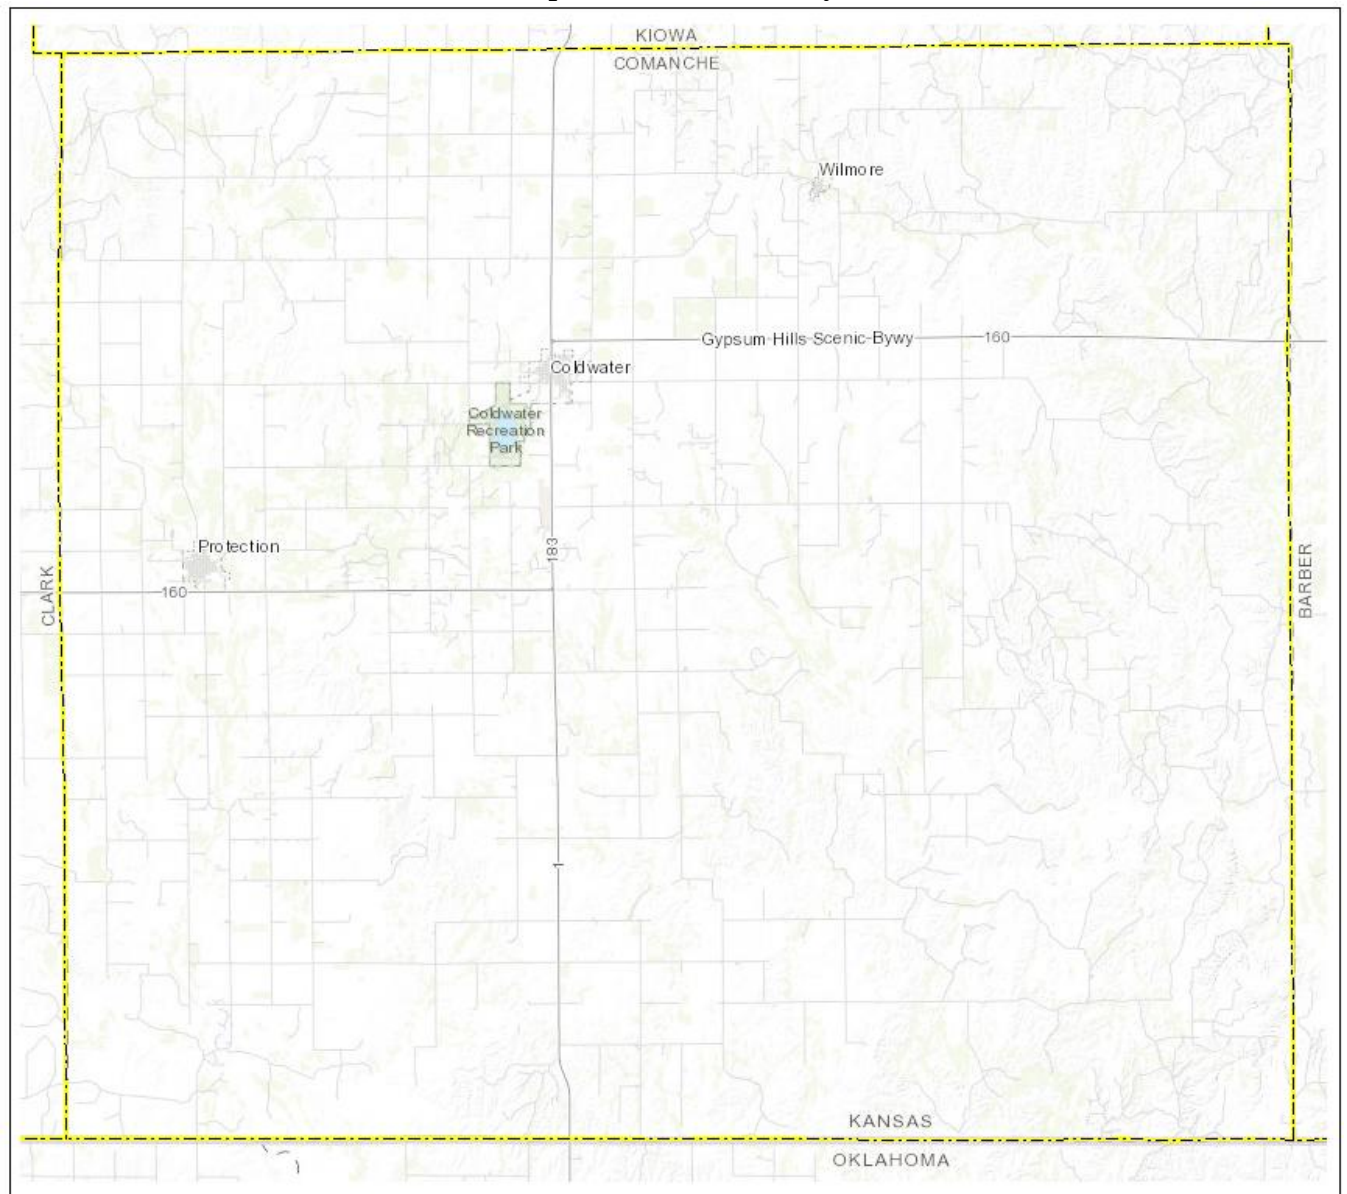 KIOWA
COMANCHE
Wilmore
Gypsum-Hills-Scenic-Bywy
160
Coldwater
Coldwater
Recreation
Park
Protection
183
160
CLARK
BARBER
1
KANSAS
OKLAHOMA